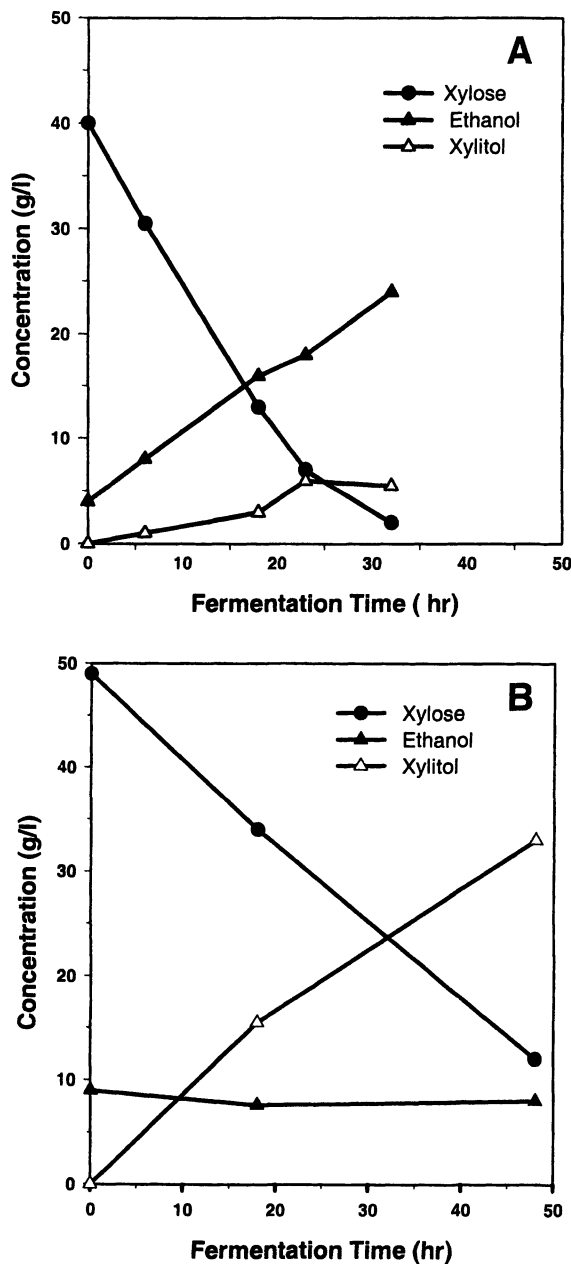 A
Xylose
Ethanol
Xylitol
50
40
30
20
10
0
Concentration (g/l)
0 10 20 30 40 50
Fermentation Time ( hr)
B
Xylose
Ethanol
Xylitol
50
40
30
20
10
0
Concentration (g/l)
0 10 20 30 40 50
Fermentation Time (hr)